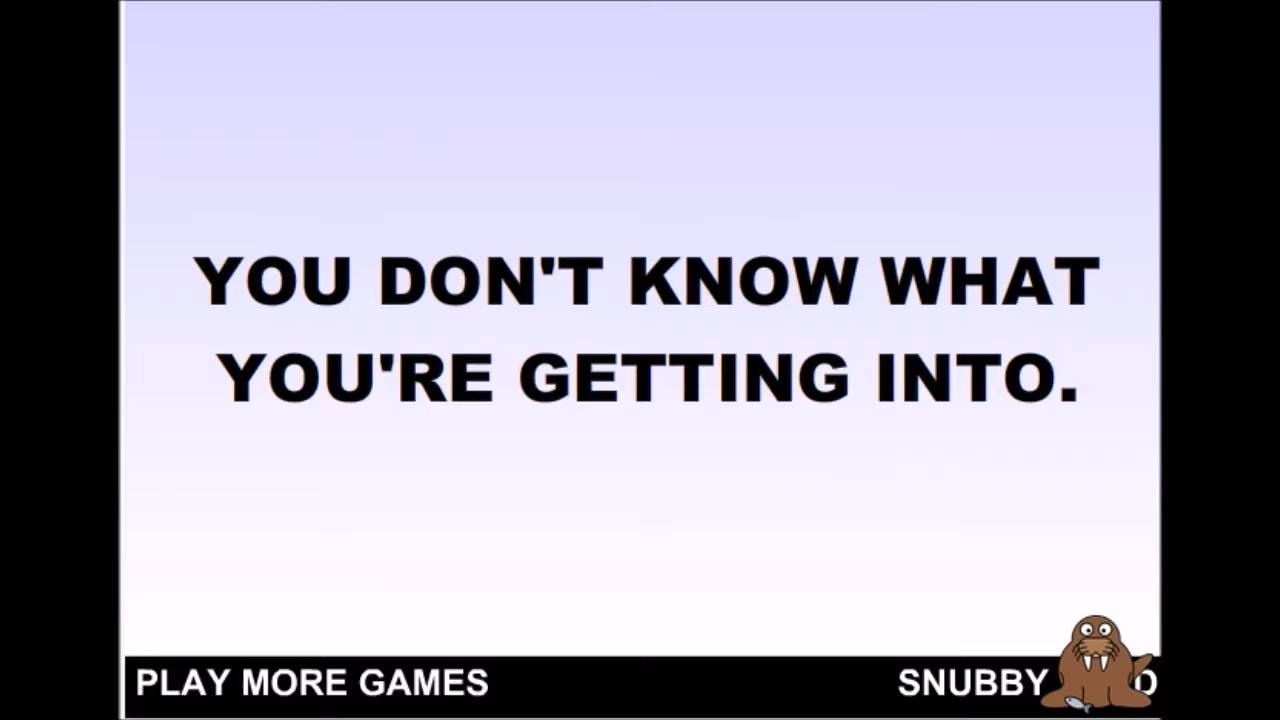 YOU DON'T KNOW WHAT
YOU'RE GETTING INTO.
PLAY MORE GAMES
SNUBBY